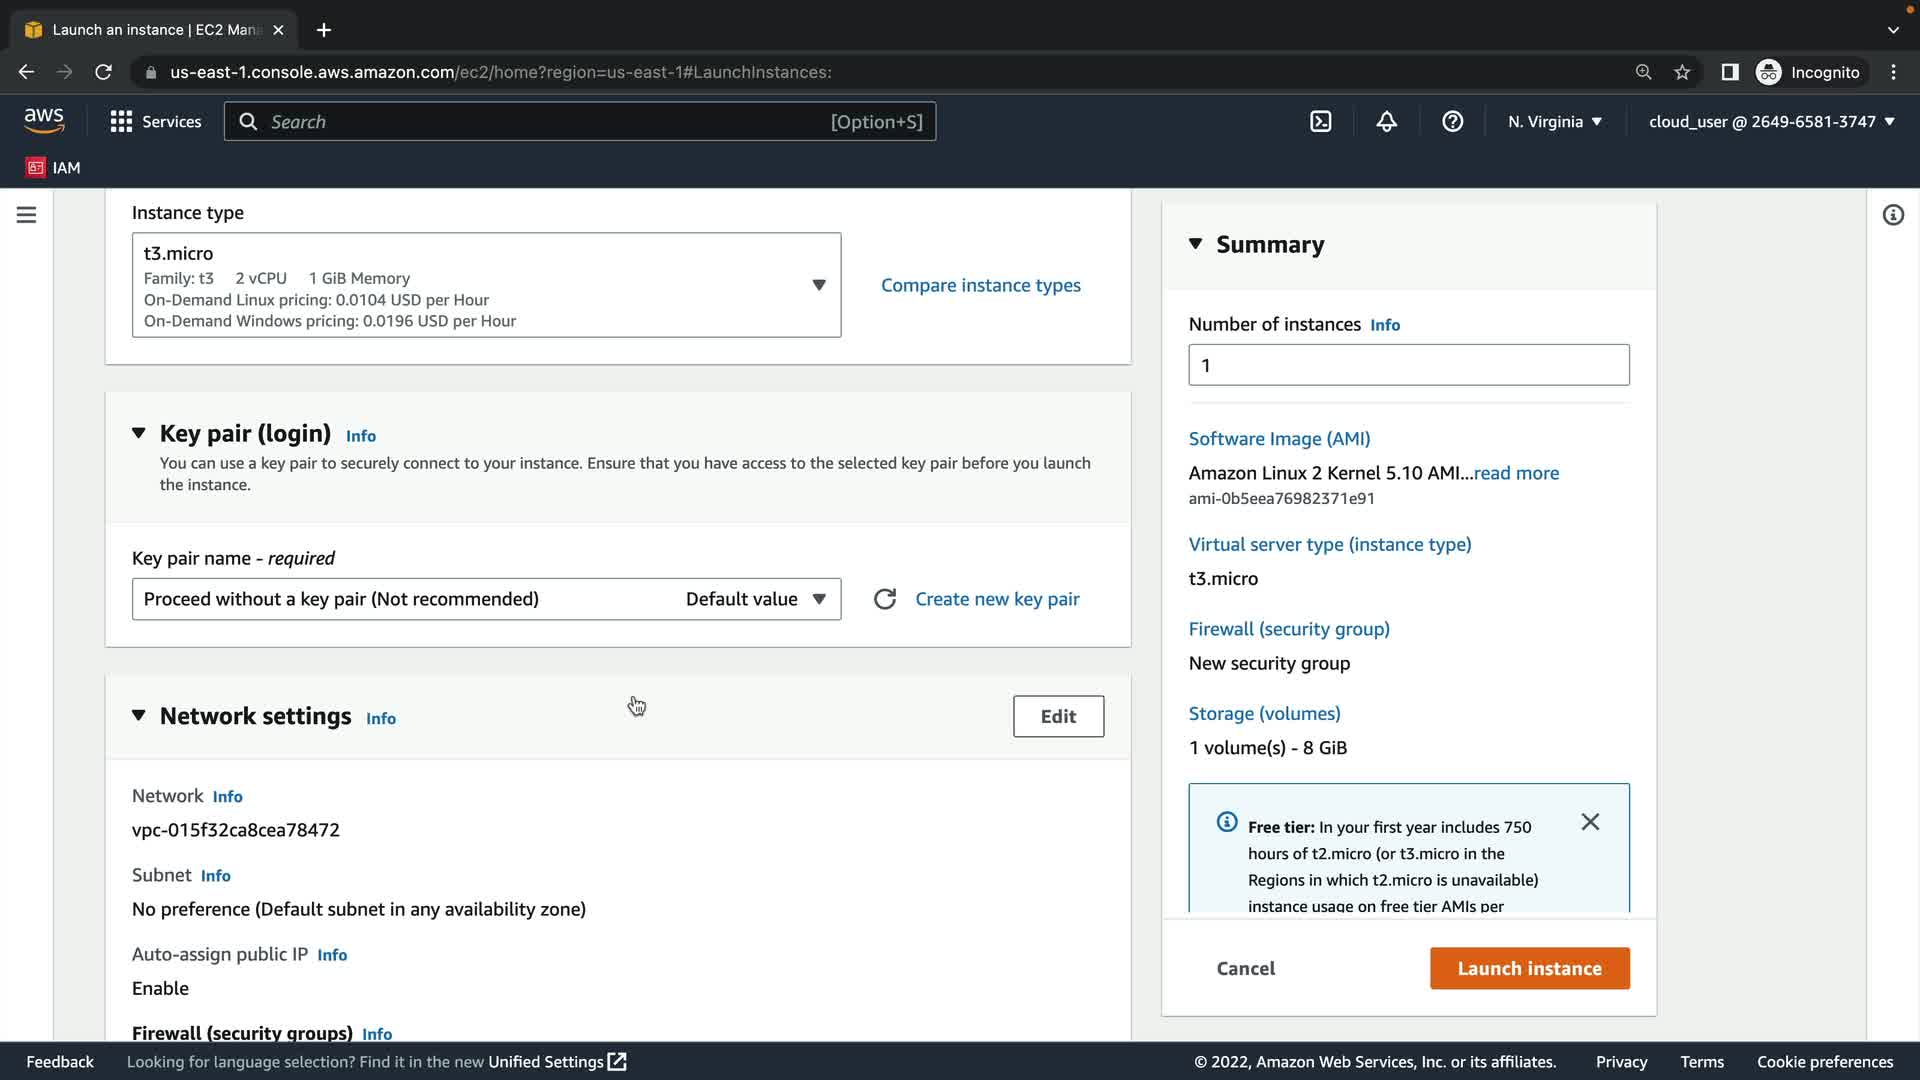 Launch an instance | EC2 Mana
us-east-1.console.aws.amazon.com/ec2/home?region=us-east-1#LaunchInstances:
Incognito
aws
Services
Search
[Option+S]
N. Virginia
cloud_user @ 2649-6581-3747
IAM
Instance type
t3.micro
Family: t3 2 vCPU 1 GiB Memory
On-Demand Linux pricing: 0.0104 USD per Hour
On-Demand Windows pricing: 0.0196 USD per Hour
Compare instance types
Key pair (login) Info
You can use a key pair to securely connect to your instance. Ensure that you have access to the selected key pair before you launch
the instance.
Key pair name - required
Proceed without a key pair (Not recommended) Default value
Create new key pair
Network settings Info
Edit
Network Info
vpc-015f32ca8cea78472
Subnet Info
No preference (Default subnet in any availability zone)
Auto-assign public IP Info
Enable
Firewall (security groups) Info
Summary
Number of instances Info
1
Software Image (AMI)
Amazon Linux 2 Kernel 5.10 AMI...read more
ami-0b5eea76982371e91
Virtual server type (instance type)
t3.micro
Firewall (security group)
New security group
Storage (volumes)
1 volume(s) - 8 GiB
Free tier: In your first year includes 750
hours of t2.micro (or t3.micro in the
Regions in which t2.micro is unavailable)
instance usage on free tier AMIs per
Cancel
Launch instance
Feedback
Looking for language selection? Find it in the new Unified Settings
© 2022, Amazon Web Services, Inc. or its affiliates.
Privacy
Terms
Cookie preferences